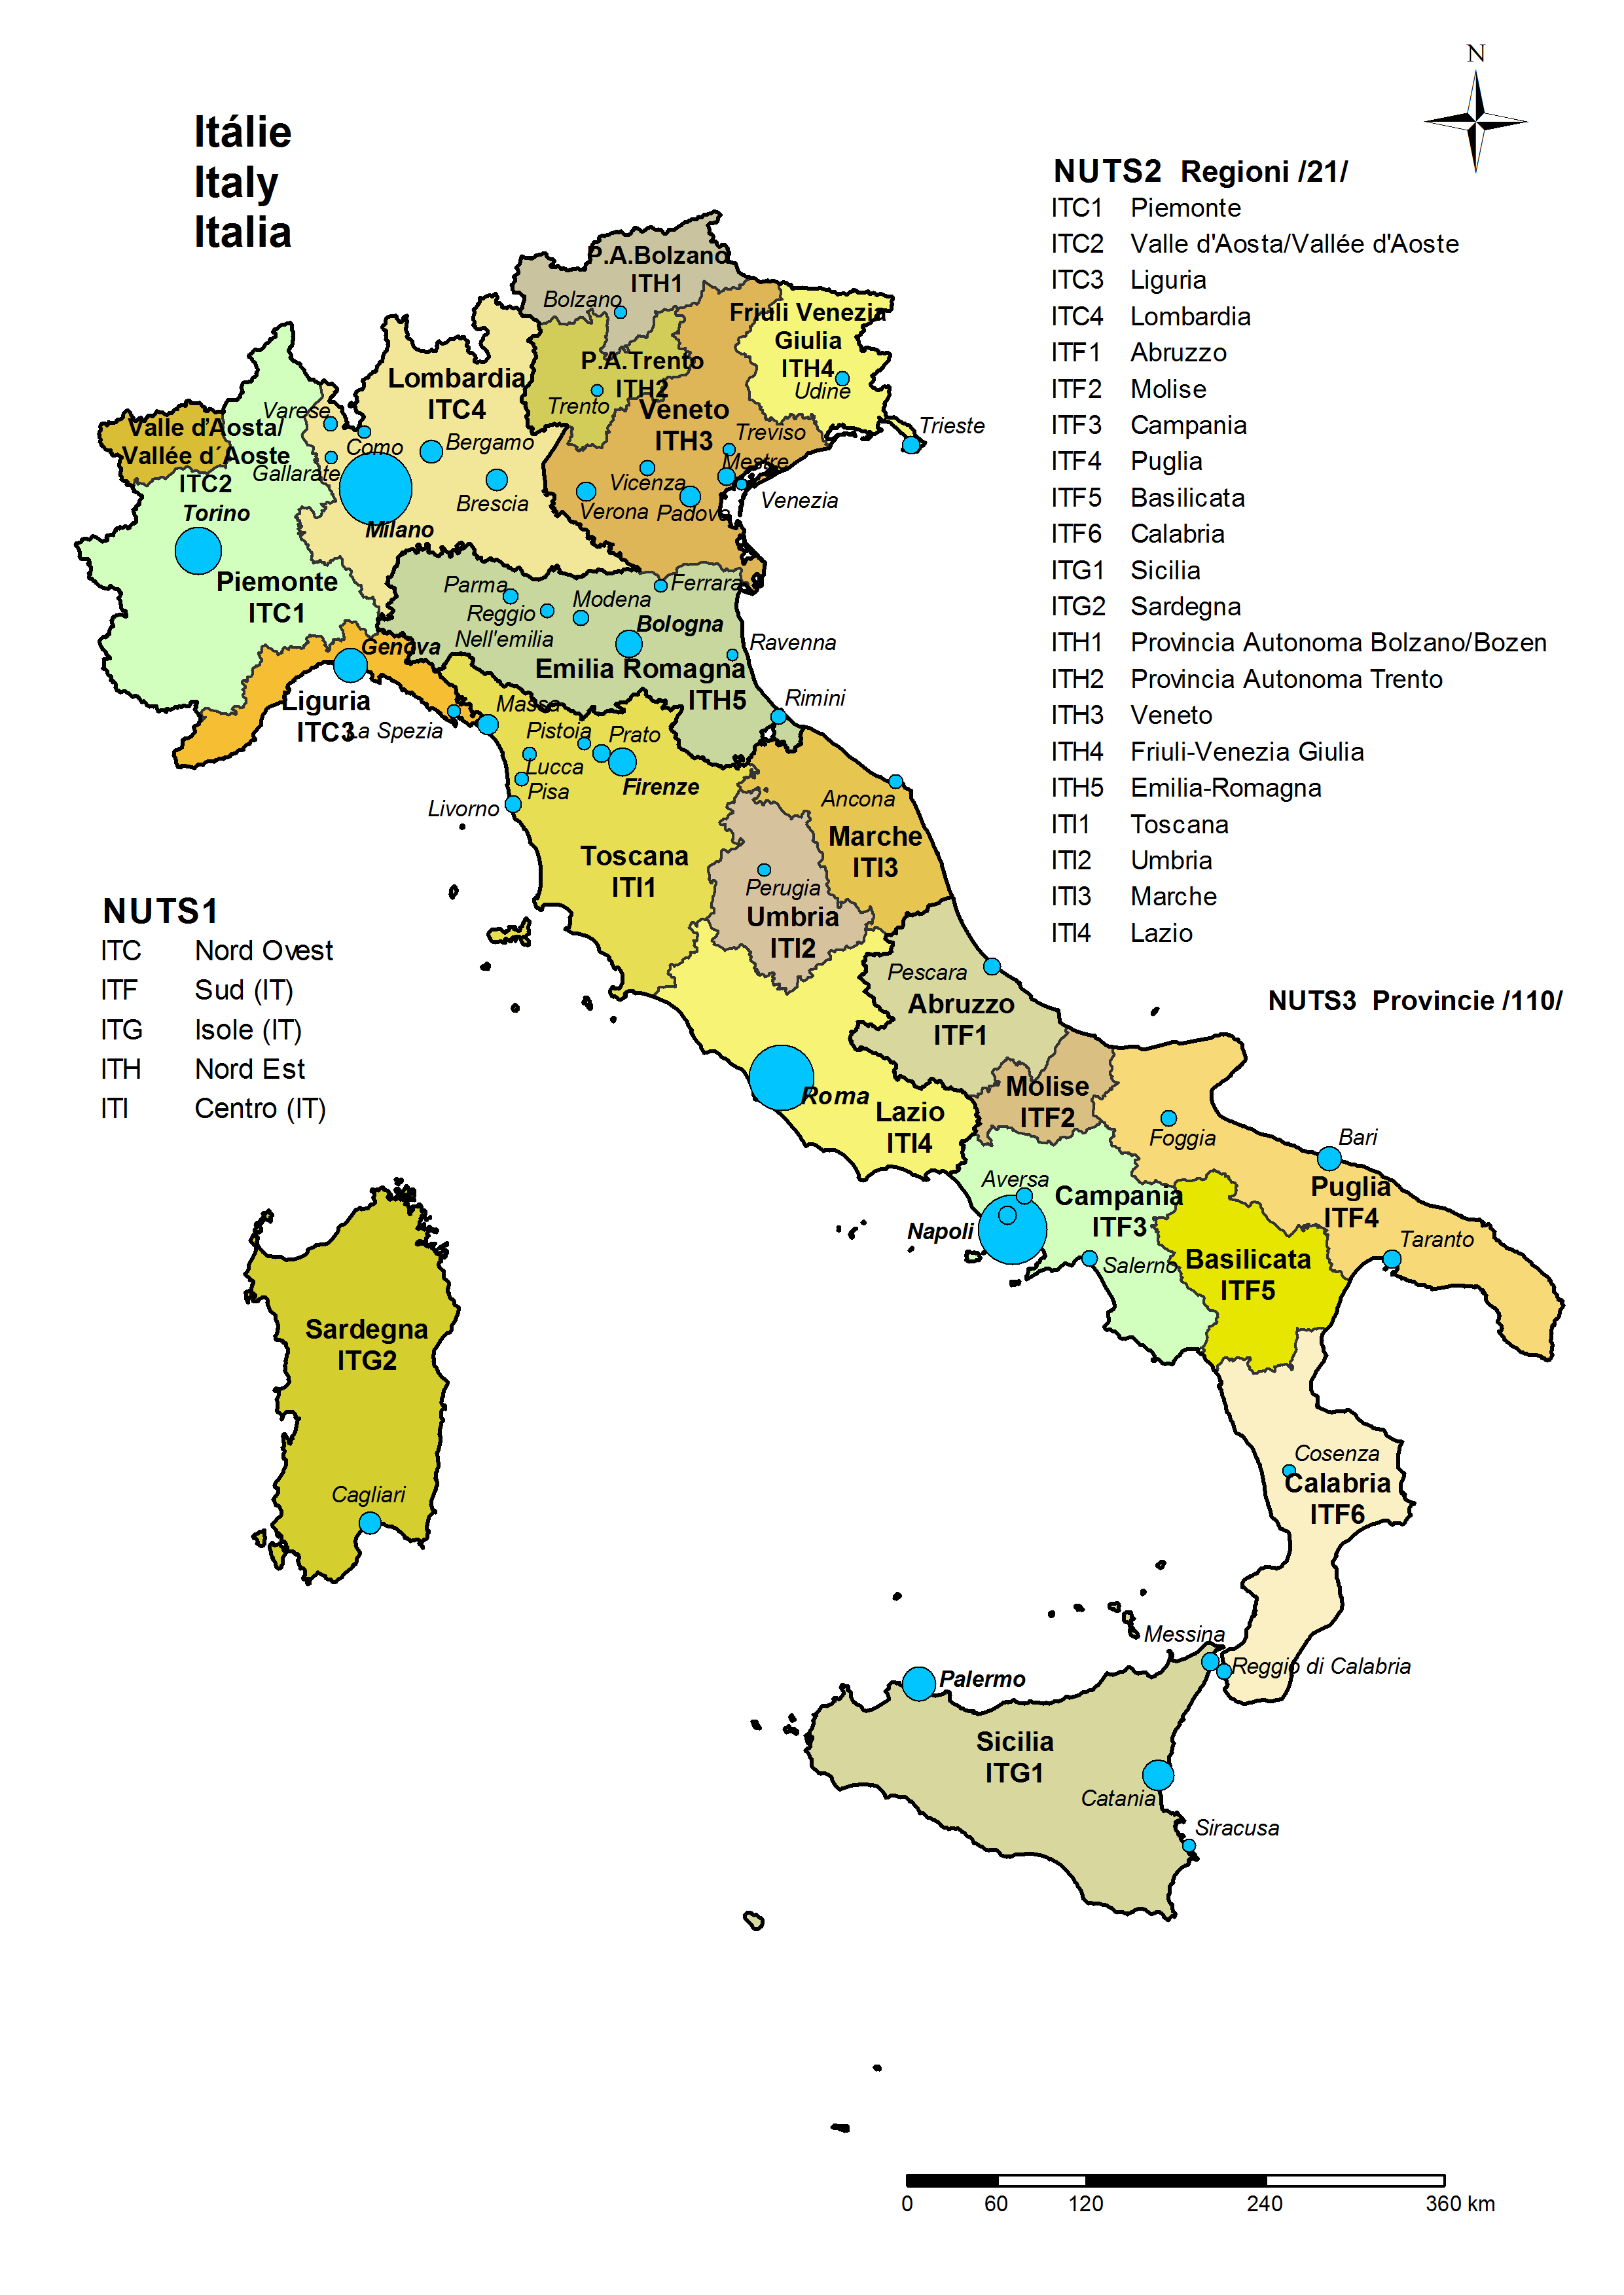 N
Itálie
Italy
Italia
NUTS2 Regioni /21/
ITC1 Piemonte
ITC2 Valle d'Aosta/Vallée d'Aoste
ITC3 Liguria
ITC4 Lombardia
ITF1 Abruzzo
ITF2 Molise
ITF3 Campania
ITF4 Puglia
ITF5 Basilicata
ITF6 Calabria
ITG1 Sicilia
ITG2 Sardegna
ITH1 Provincia Autonoma Bolzano/Bozen
ITH2 Provincia Autonoma Trento
ITH3 Veneto
ITH4 Friuli-Venezia Giulia
ITH5 Emilia-Romagna
ITI1 Toscana
ITI2 Umbria
ITI3 Marche
ITI4 Lazio
NUTS3 Provincie /110/
NUTS1
ITC Nord Ovest
ITF Sud (IT)
ITG Isole (IT)
ITH Nord Est
ITI Centro (IT)
P.A.Bolzano
ITH1
Bolzano
Friuli Venezia
Giulia
ITH4
Udine
P.A.Trento
ITH2
Trento
Lombardia
ITC4
Veneto
ITH3
Varese
Como
Bergamo
Gallarate
Brescia
Milano
Treviso
Mestre
Trieste
Vicenza
Venezia
Verona
Padova
Valle d'Aosta/
Vallée d´Aoste
ITC2
Torino
Piemonte
ITC1
Genova
Liguria
ITC3
La Spezia
Parma
Ferrara
Reggio
Nell'emilia
Modena
Bologna
Ravenna
Emilia Romagna
ITH5
Rimini
Massa
Pistoia
Prato
Lucca
Firenze
Pisa
Livorno
Toscana
ITI1
Ancona
Marche
ITI3
Perugia
Umbria
ITI2
Pescara
Abruzzo
ITF1
Roma
Lazio
ITI4
Molise
ITF2
Foggia
Bari
Puglia
ITF4
Taranto
Aversa
Campania
ITF3
Napoli
Salerno
Basilicata
ITF5
Sardegna
ITG2
Cagliari
Cosenza
Calabria
ITF6
Messina
Reggio di Calabria
Palermo
Sicilia
ITG1
Catania
Siracusa
0 60 120 240 360 km